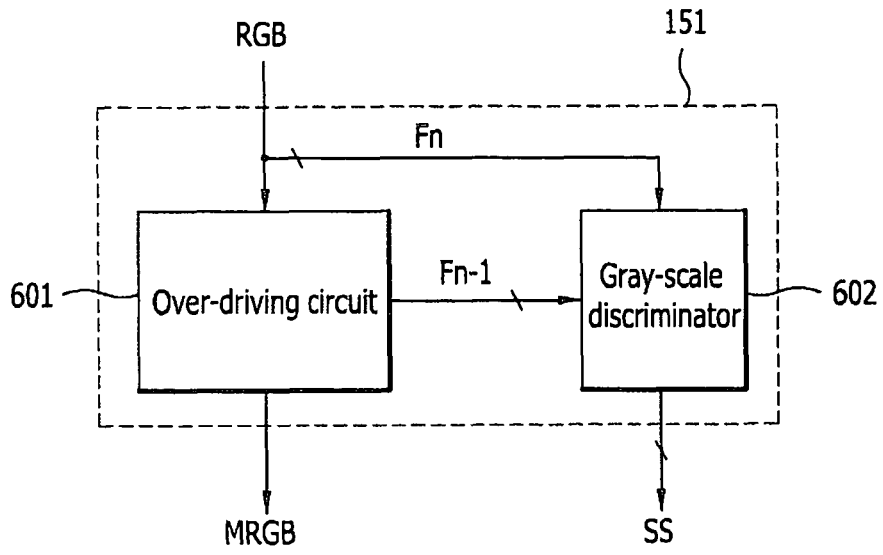 151
RGB
Fn
601
Over-driving circuit
Fn-1
Gray-scale
discriminator
602
MRGB
SS